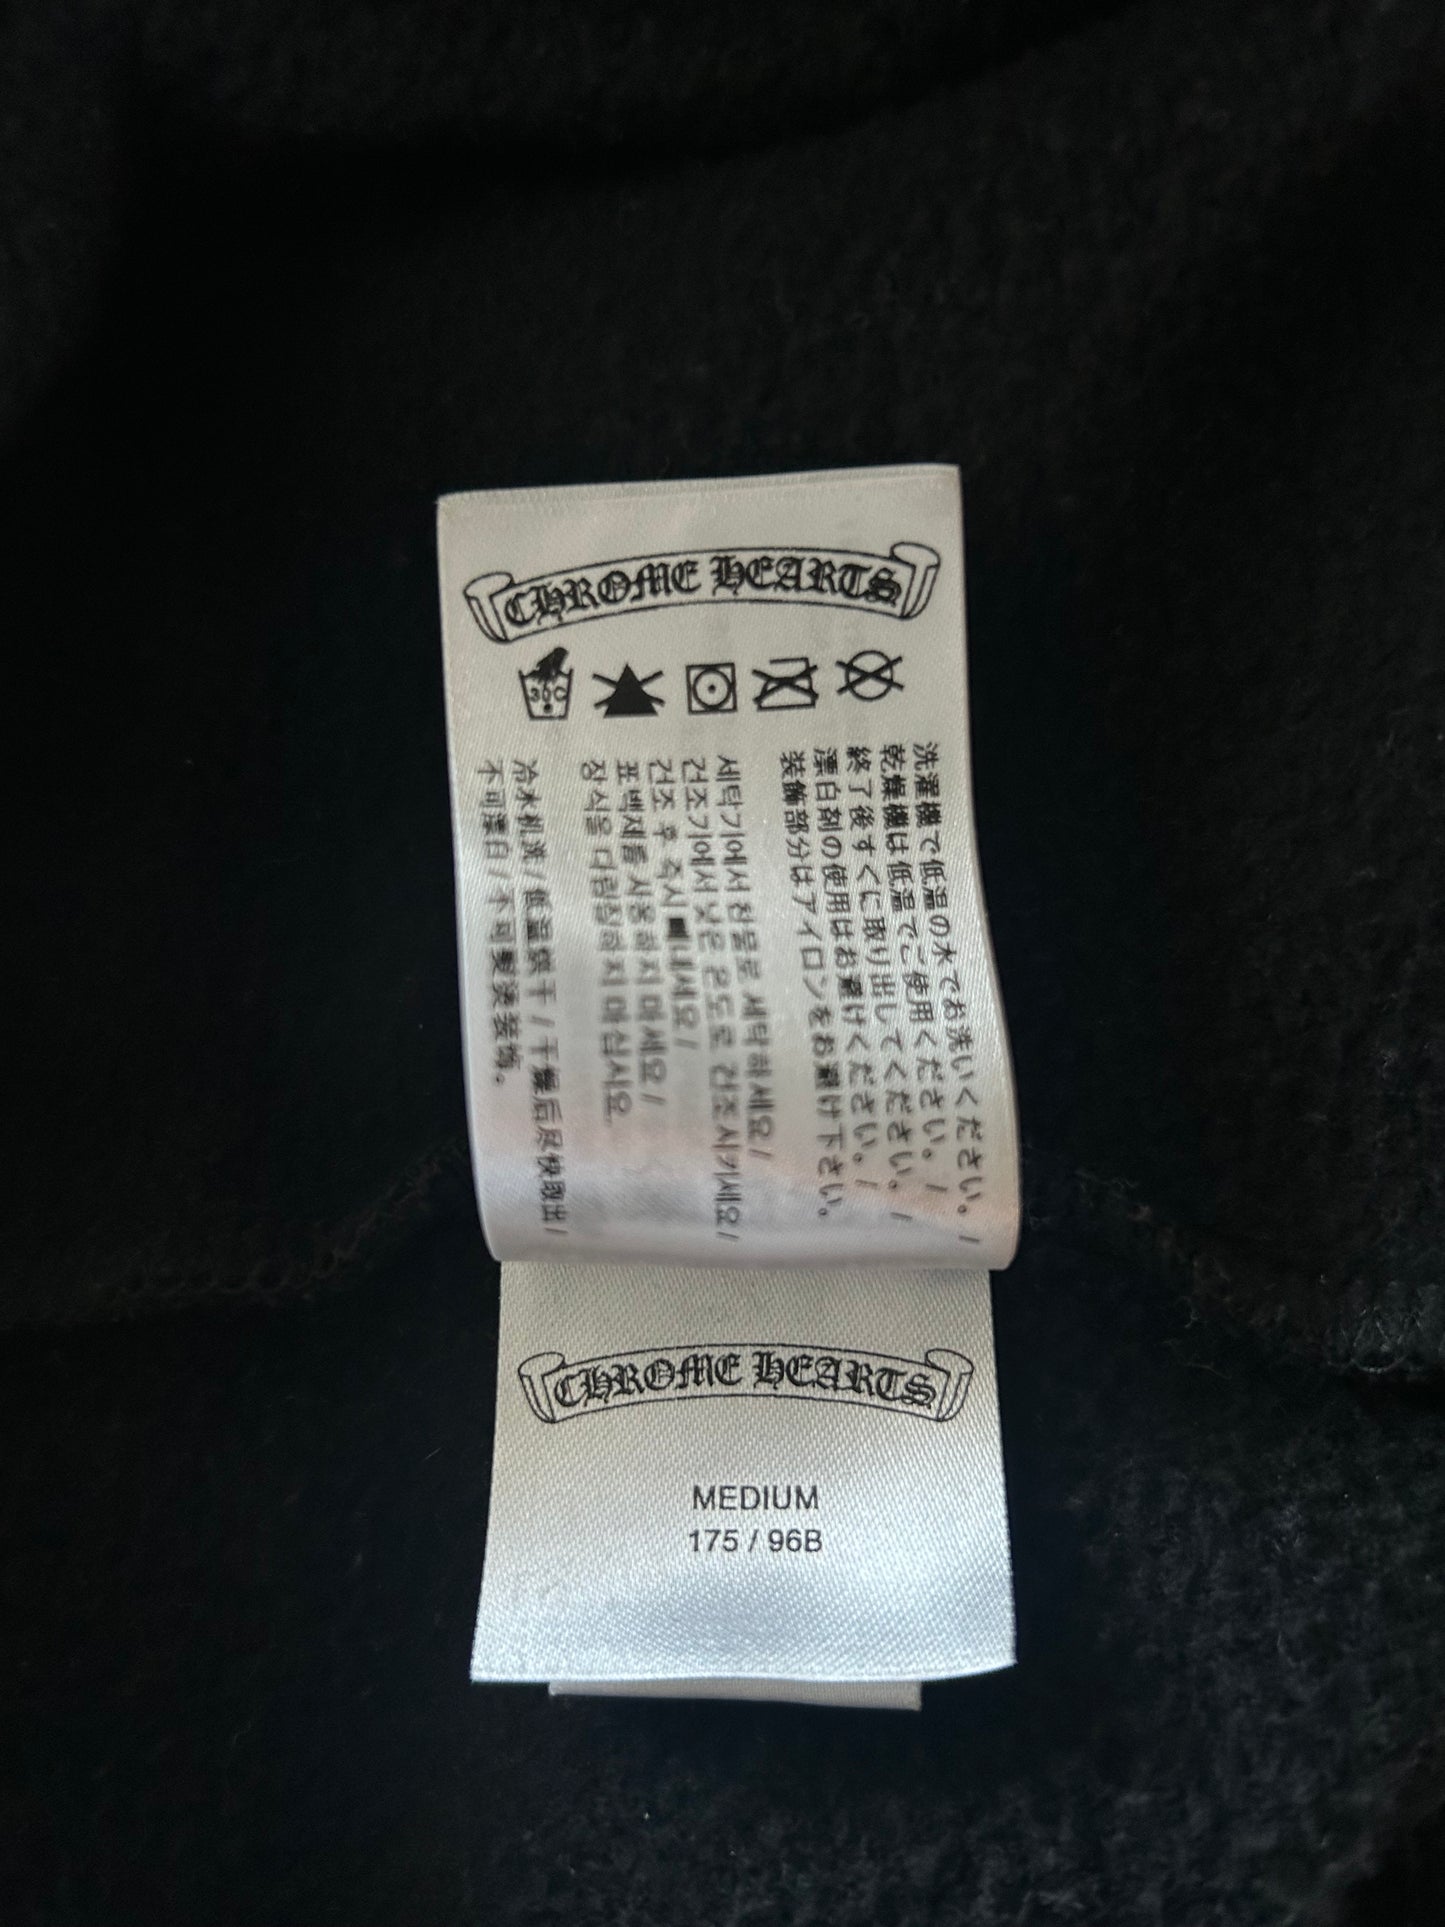 CHROME HEARTS
30C
洗濯機で低温の水でお洗いください。/
乾燥機は低温でご使用ください。/
終了後すぐに取り出してください。/
漂白剤の使用はお避けください。/
装飾部分はアイロンをお避け下さい。
세탁기에서 찬물로 세탁하세요 /
건조기에서 낮은 온도로 건조시키세요 /
건조 후 즉시 빼내세요 /
표백제를 사용하지 마세요 /
장식물 다림질하지 마십시요.
冷水机洗 / 低温烘干 / 干燥后尽快取出 /
不可漂白 / 不可熨烫装饰。
CHROME HEARTS
MEDIUM
175 / 96B